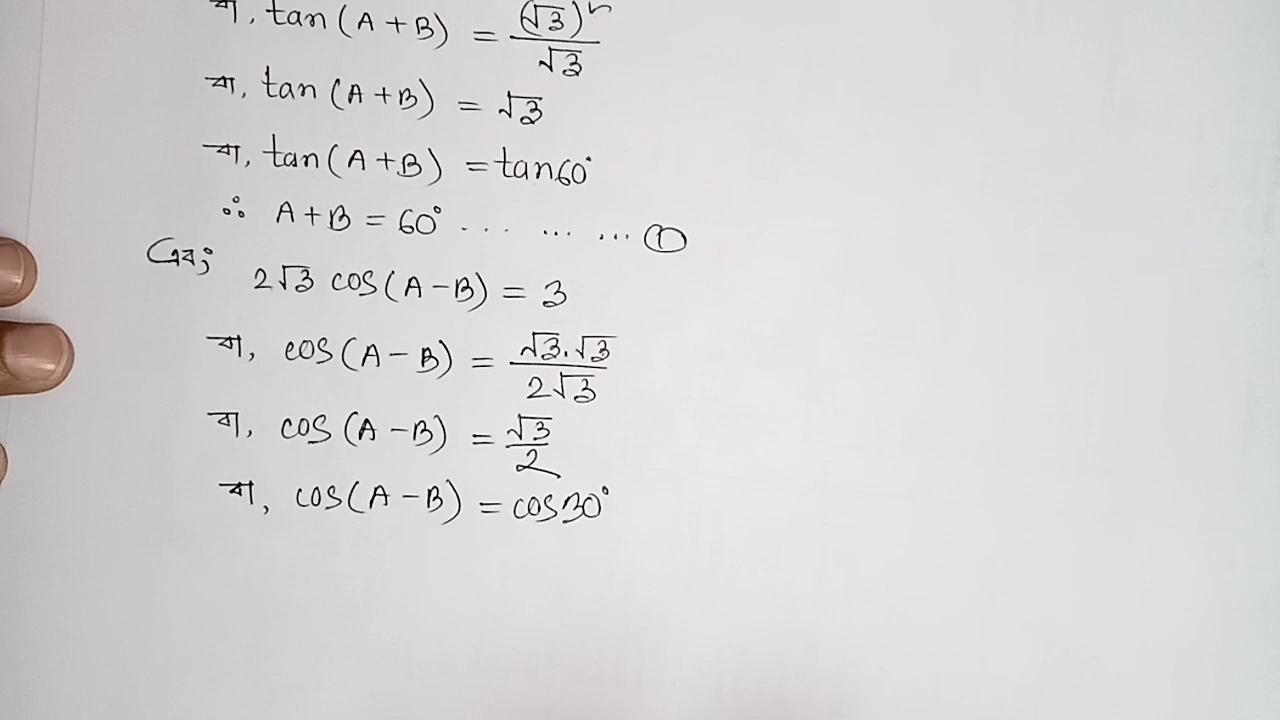 বা, tan (A+B) = (√3)² / √3
বা, tan (A+B) = √3
বা, tan (A+B) = tan60°
∴ A+B = 60° ... ... ... ①
এবং
2√3 cos(A-B) = 3
বা, cos(A-B) = √3.√3 / 2√3
বা, cos (A-B) = √3 / 2
বা, cos(A-B) = cos30°